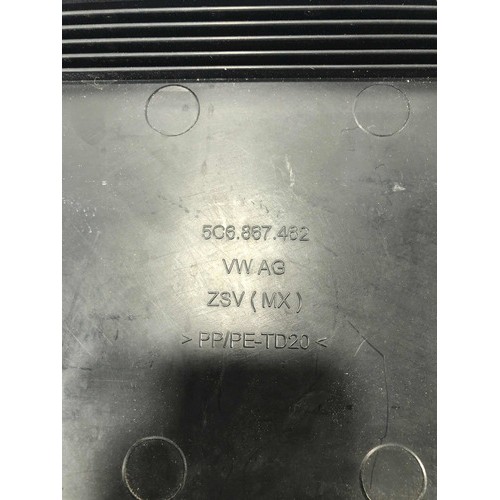 5C6.867.462
VW AG
ZSV ( MX )
> PP/PE-TD20 <